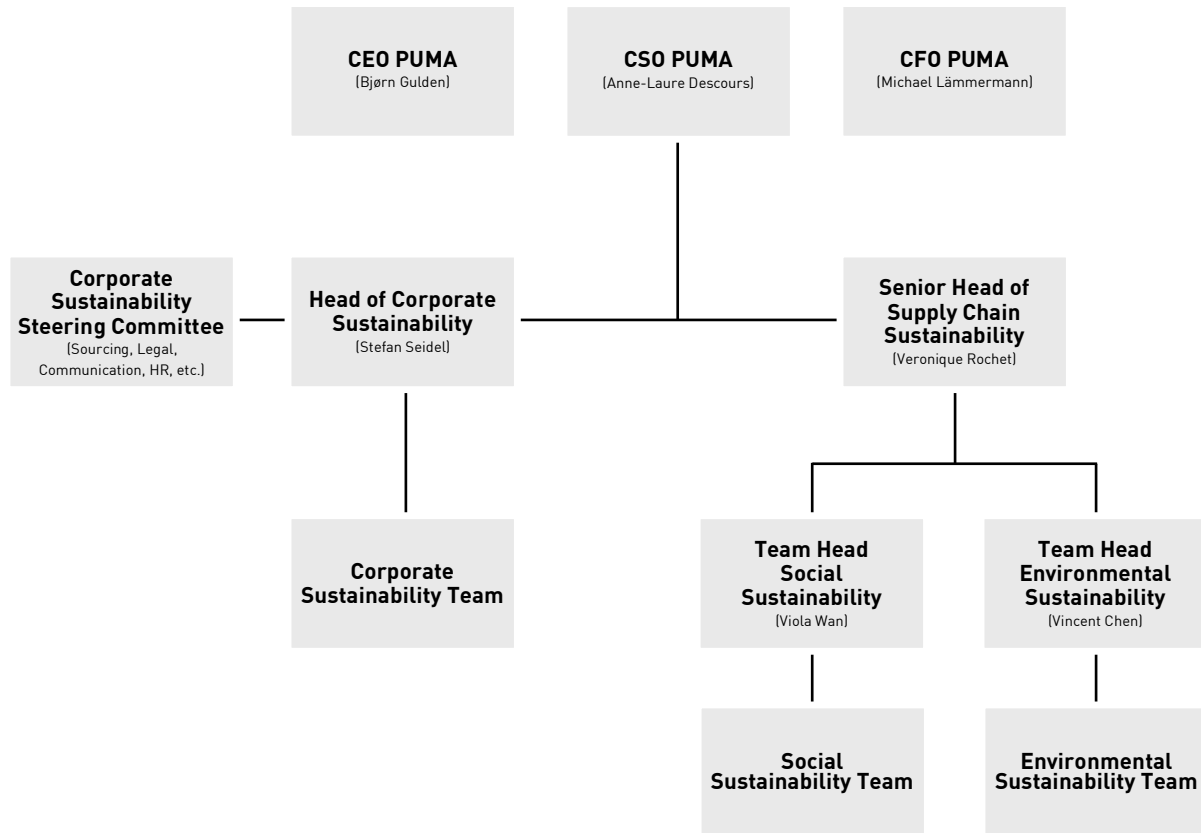 CEO PUMA
(Bjørn Gulden)
CSO PUMA
(Anne-Laure Descours)
CFO PUMA
(Michael Lämmermann)
Corporate
Sustainability
Steering Committee
(Sourcing, Legal,
Communication, HR, etc.)
Head of Corporate
Sustainability
(Stefan Seidel)
Senior Head of
Supply Chain
Sustainability
(Veronique Rochet)
Corporate
Sustainability Team
Team Head
Social
Sustainability
(Viola Wan)
Team Head
Environmental
Sustainability
(Vincent Chen)
Social
Sustainability Team
Environmental
Sustainability Team